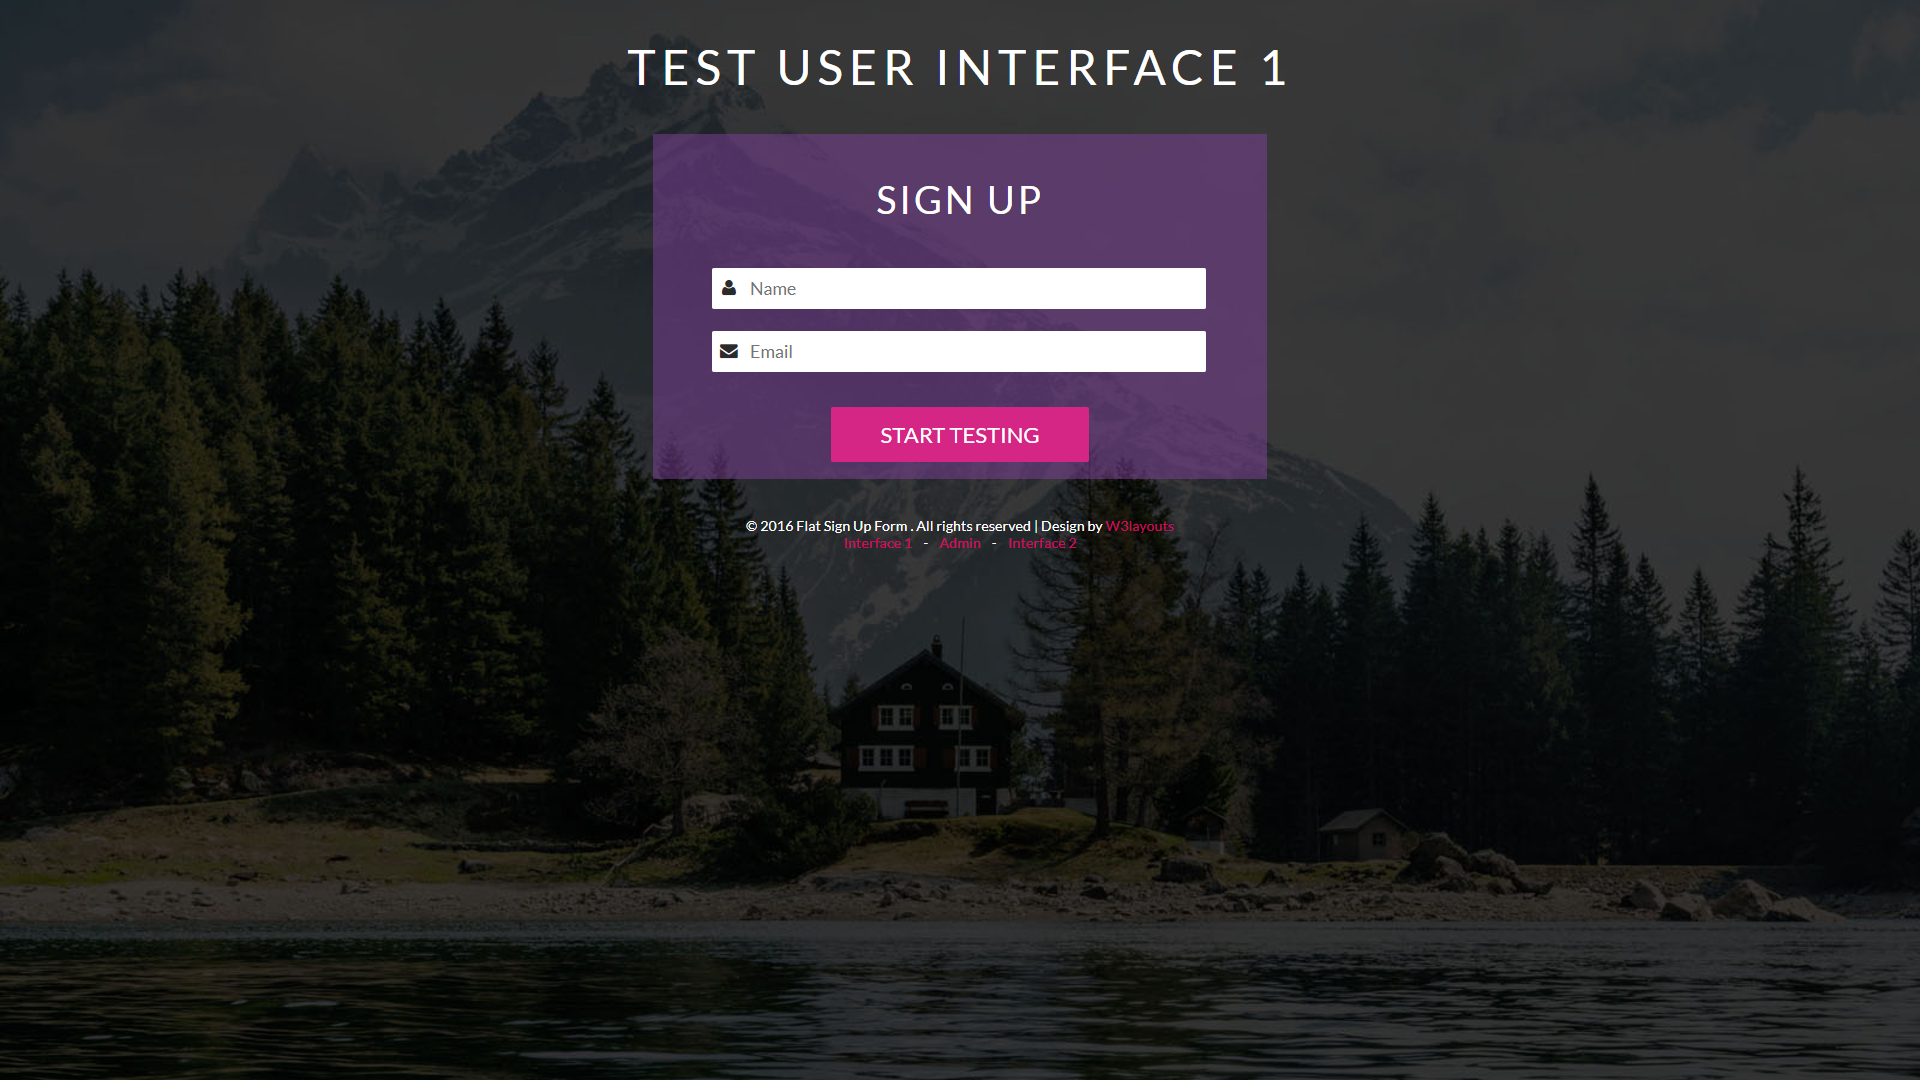 TEST USER INTERFACE 1
SIGN UP
Name
Email
START TESTING
© 2016 Flat Sign Up Form . All rights reserved | Design by W3layouts
Interface 1 - Admin - Interface 2